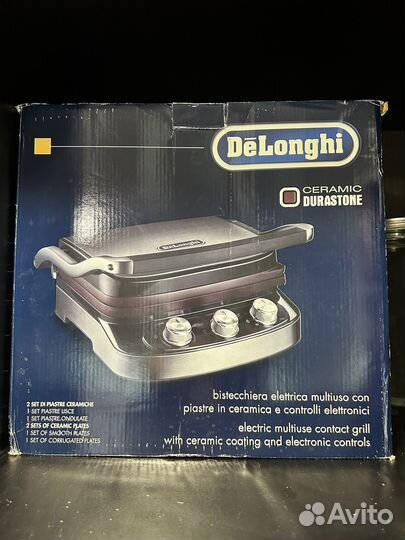 DēLonghi
CERAMIC
DURASTONE
DēLonghi
bistecchiera elettrica multiuso con
piastre in ceramica e controlli elettronici
electric multiuse contact grill
with ceramic coating and electronic controls
2 SET DI PIASTRE CERAMICHE
1 SET PIASTRE LISCE
1 SET PIASTRE ONDULATE
2 SETS OF CERAMIC PLATES
1 SET OF SMOOTH PLATES
1 SET OF CORRUGATED PLATES
Avito